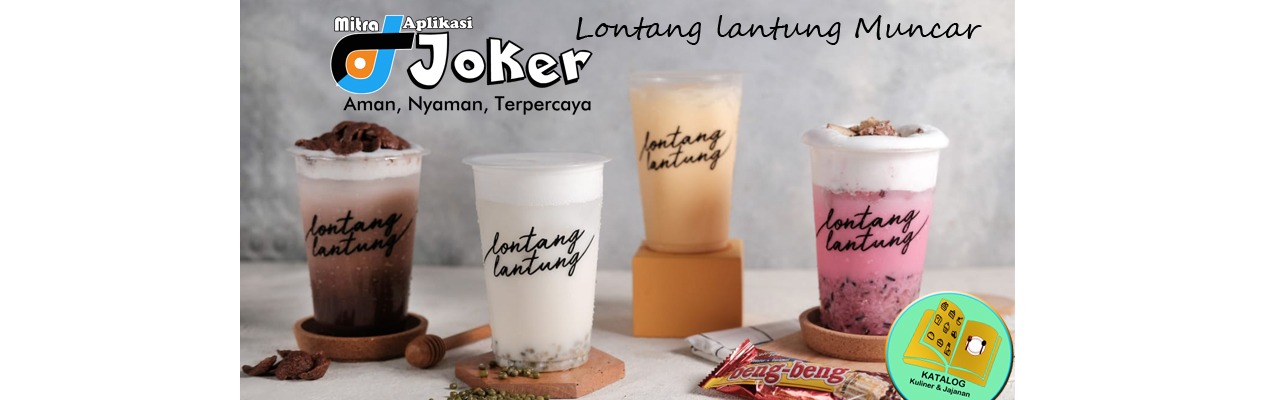 Mitra Aplikasi
JoKer
Aman, Nyaman, Terpercaya
Lontang lantung Muncar
lontang
lantung
lontang
lantung
lontang
lantung
lontang
lantung
beng-beng
KATALOG
Kuliner & Jajanan